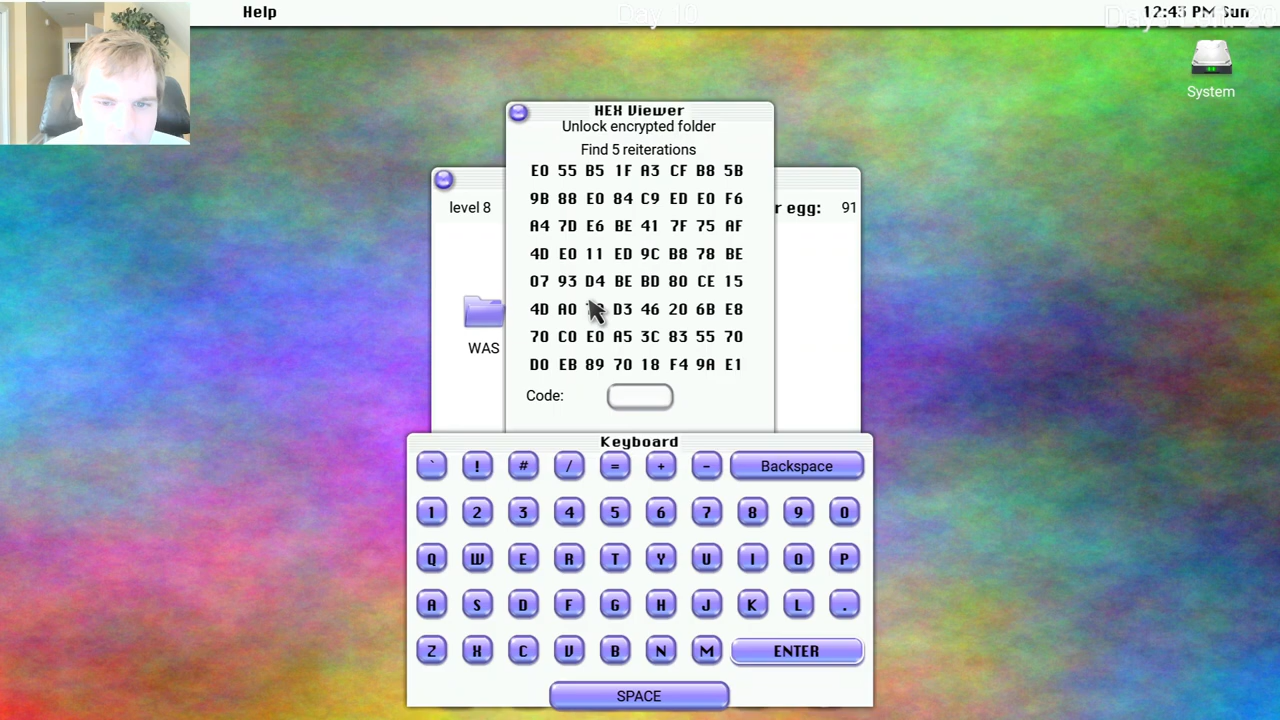 Help
Day 10
12:43 PM Sun
System
HEX Viewer
Unlock encrypted folder
Find 5 reiterations
E0 55 B5 1F A3 CF B8 5B
9B 88 E0 84 C9 ED E0 F6
A4 7D E6 BE 41 7F 75 AF
4D E0 11 ED 9C B8 78 BE
07 93 D4 BE BD 80 CE 15
4D A0 D3 46 20 6B E8
70 C0 E0 A5 3C 83 55 70
D0 EB 89 70 18 F4 9A E1
Code:
level 8
r egg: 91
WAS
Keyboard
` ! # / = + - Backspace
1 2 3 4 5 6 7 8 9 0
Q W E R T Y U I O P
A S D F G H J K L .
Z X C V B N M ENTER
SPACE